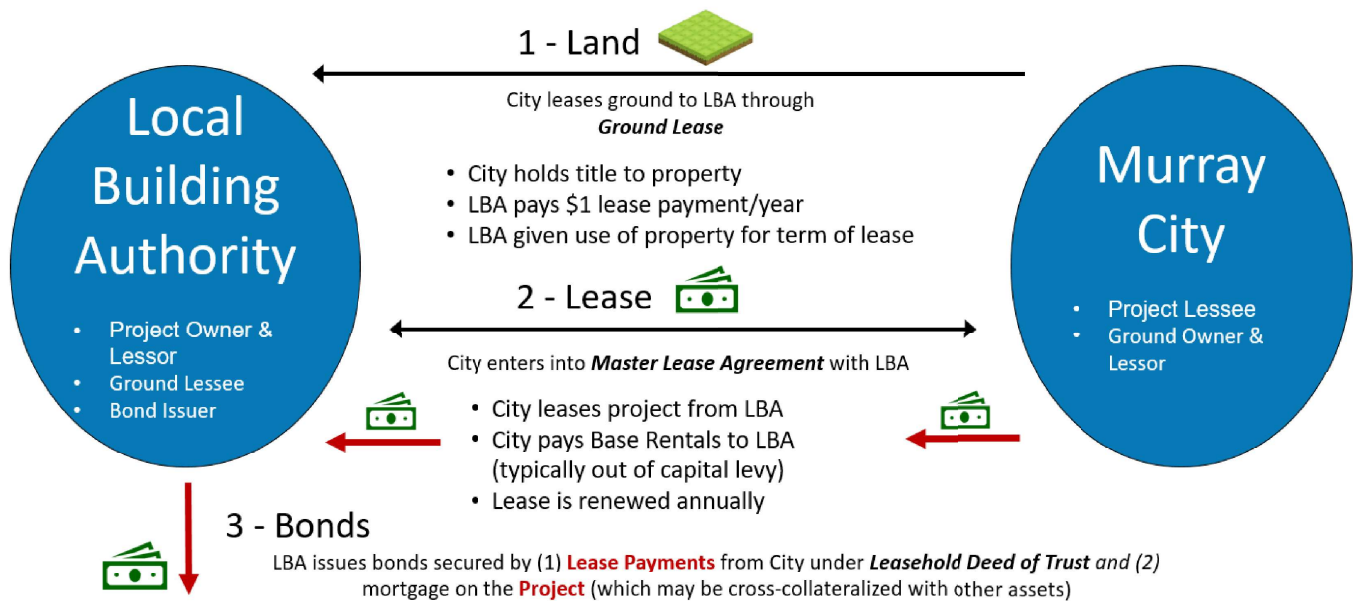 1 - Land
City leases ground to LBA through
Ground Lease
• City holds title to property
• LBA pays $1 lease payment/year
• LBA given use of property for term of lease
Local
Building
Authority
• Project Owner &
Lessor
• Ground Lessee
• Bond Issuer
Murray
City
• Project Lessee
• Ground Owner &
Lessor
2 - Lease
City enters into Master Lease Agreement with LBA
• City leases project from LBA
• City pays Base Rentals to LBA
(typically out of capital levy)
• Lease is renewed annually
3 - Bonds
LBA issues bonds secured by (1) Lease Payments from City under Leasehold Deed of Trust and (2)
mortgage on the Project (which may be cross-collateralized with other assets)